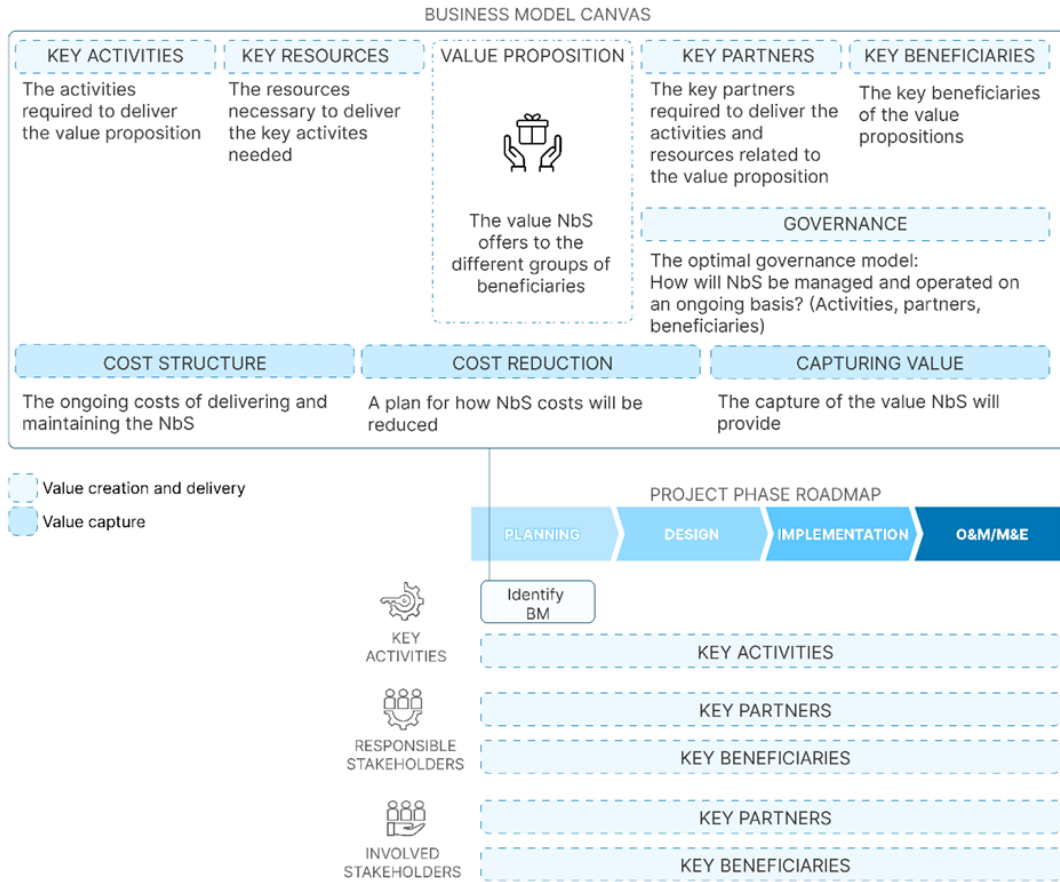 BUSINESS MODEL CANVAS
KEY ACTIVITIES
The activities
required to deliver
the value proposition
KEY RESOURCES
The resources
necessary to deliver
the key activites
needed
VALUE PROPOSITION
The value NbS
offers to the
different groups of
beneficiaries
KEY PARTNERS
The key partners
required to deliver the
activities and
resources related to
the value proposition
KEY BENEFICIARIES
The key beneficiaries
of the value
propositions
GOVERNANCE
The optimal governance model:
How will NbS be managed and operated on
an ongoing basis? (Activities, partners,
beneficiaries)
COST STRUCTURE
The ongoing costs of delivering and
maintaining the NbS
COST REDUCTION
A plan for how NbS costs will be
reduced
CAPTURING VALUE
The capture of the value NbS will
provide
Value creation and delivery
Value capture
PROJECT PHASE ROADMAP
PLANNING
DESIGN
IMPLEMENTATION
O&M/M&E
Identify
BM
KEY
ACTIVITIES
KEY ACTIVITIES
RESPONSIBLE
STAKEHOLDERS
KEY PARTNERS
KEY BENEFICIARIES
INVOLVED
STAKEHOLDERS
KEY PARTNERS
KEY BENEFICIARIES